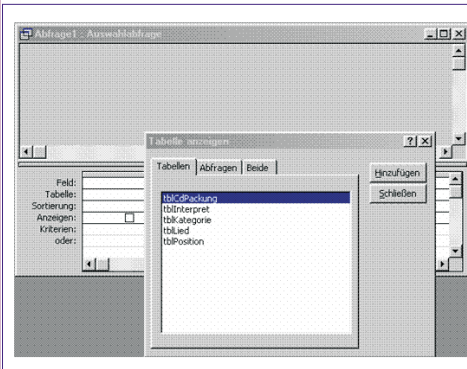 Abfrage1 : Auswahlabfrage
Tabelle anzeigen
Tabellen Abfragen Beide
Hinzufügen
Schließen
tblCdPackung
tblInterpret
tblKategorie
tblLied
tblPosition
Feld:
Tabelle:
Sortierung:
Anzeigen:
Kriterien:
oder: